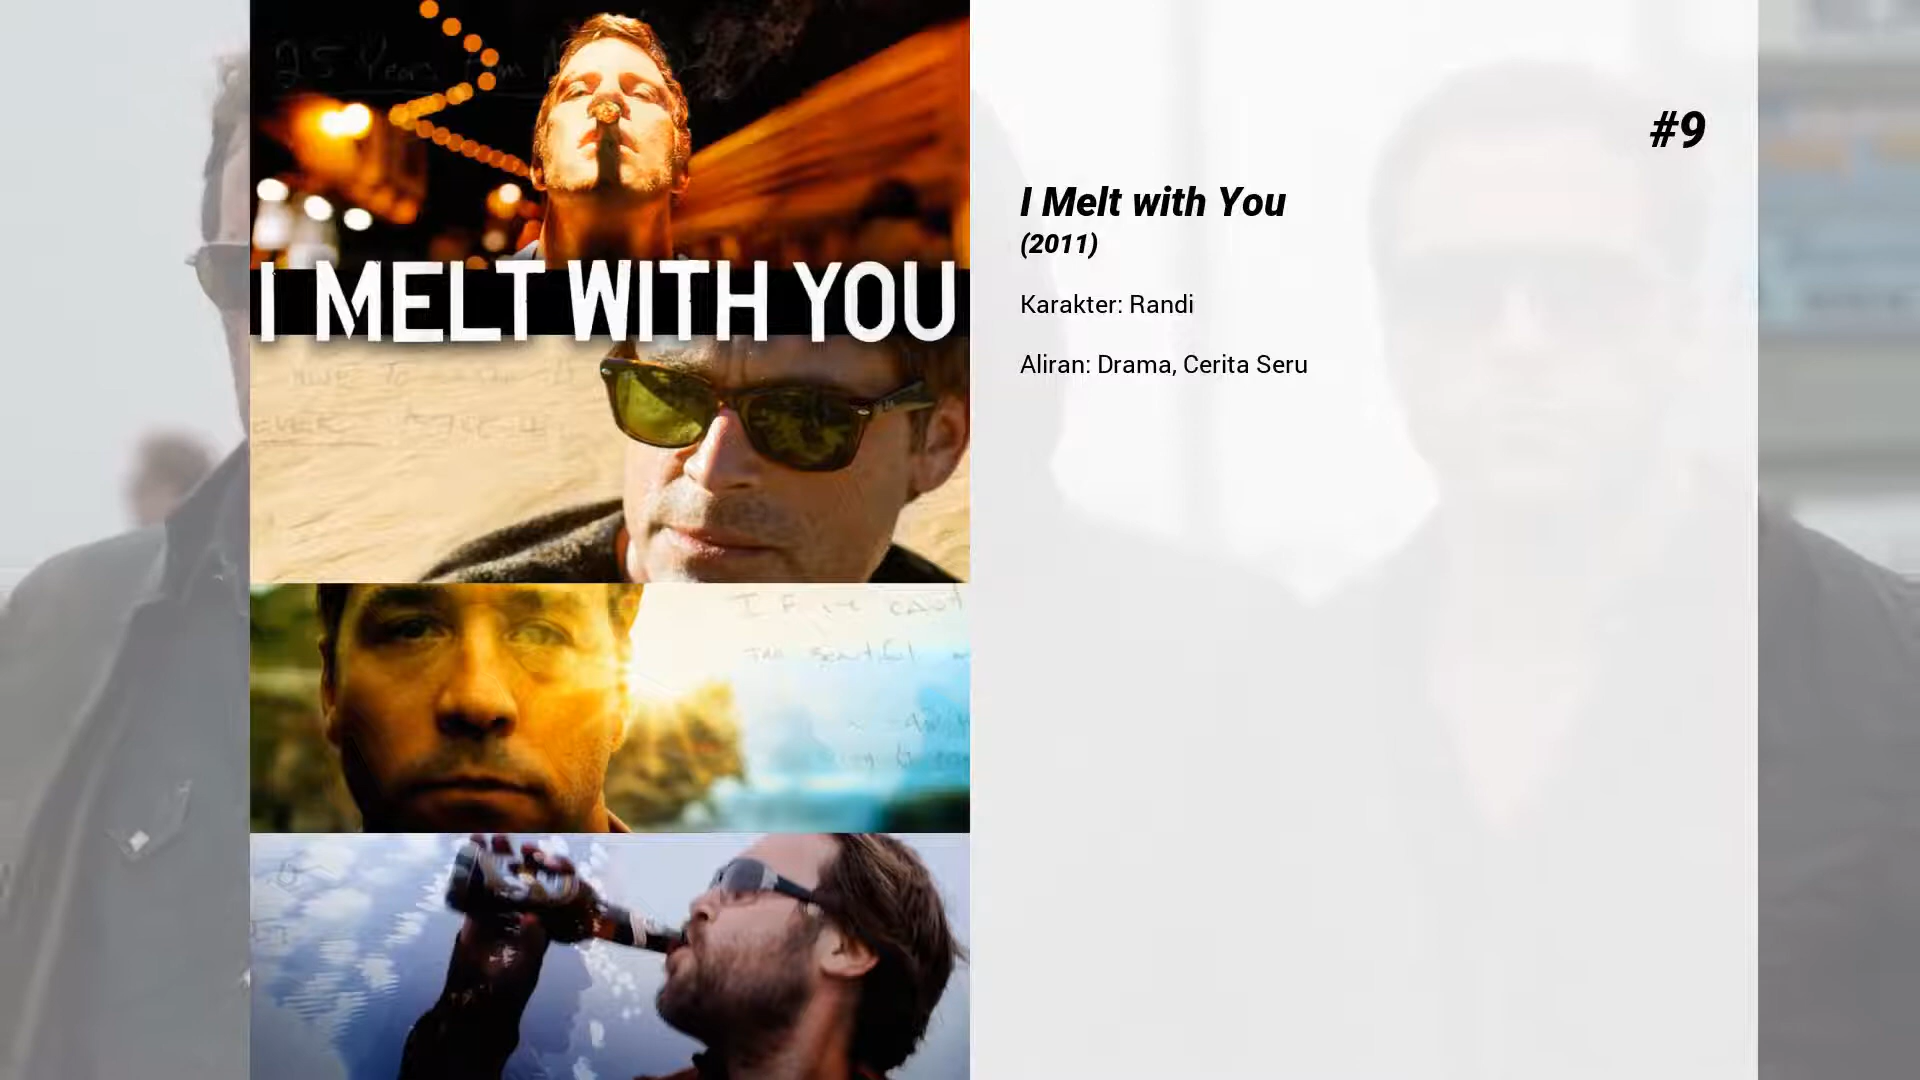 I MELT WITH YOU
#9
I Melt with You
(2011)
Karakter: Randi
Aliran: Drama, Cerita Seru